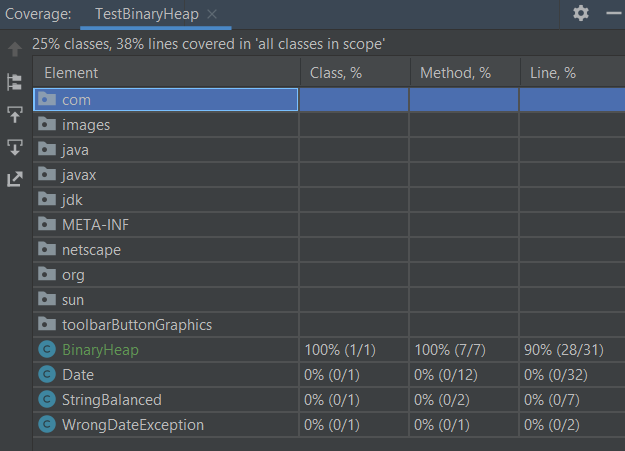 Coverage: TestBinaryHeap
25% classes, 38% lines covered in 'all classes in scope'
Element Class, % Method, % Line, %
com
images
java
javax
jdk
META-INF
netscape
org
sun
toolbarButtonGraphics
BinaryHeap 100% (1/1) 100% (7/7) 90% (28/31)
Date 0% (0/1) 0% (0/12) 0% (0/32)
StringBalanced 0% (0/1) 0% (0/2) 0% (0/7)
WrongDateException 0% (0/1) 0% (0/1) 0% (0/2)